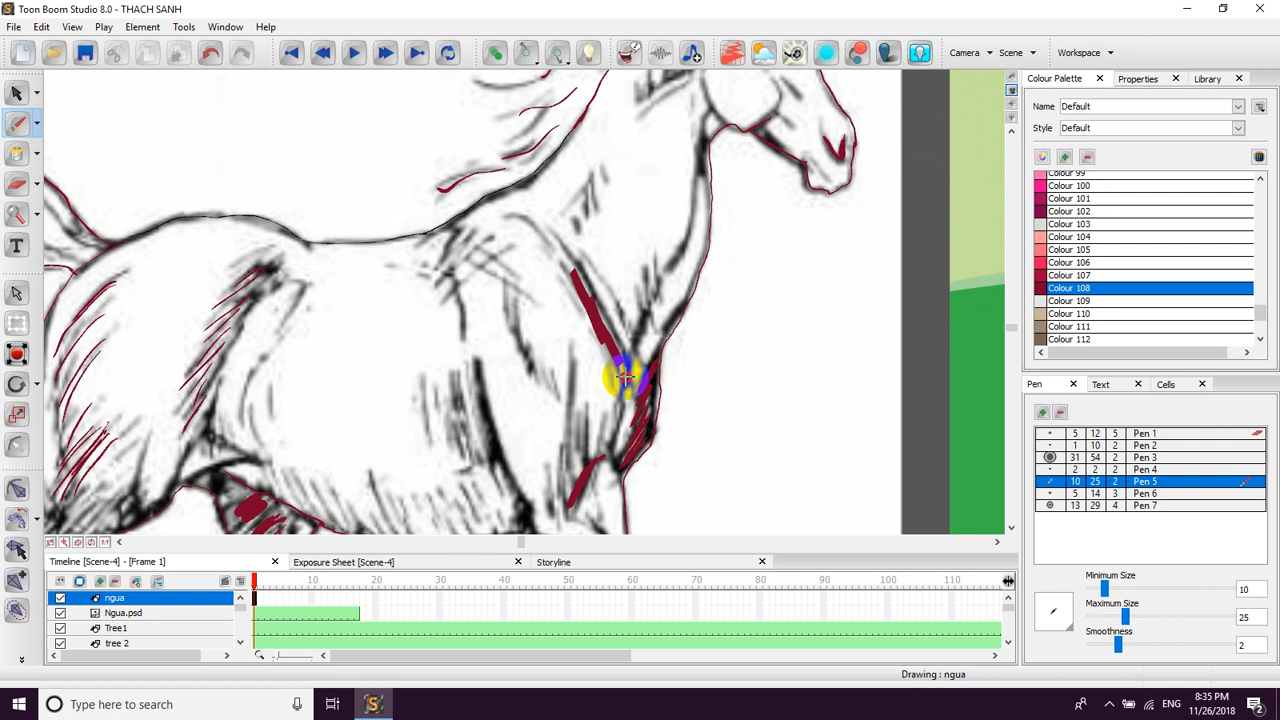 Toon Boom Studio 8.0 - THACH SANH
File Edit View Play Element Tools Window Help
Camera Scene Workspace
Colour Palette Properties Library
Name Default
Style Default
Colour 99
Colour 100
Colour 101
Colour 102
Colour 103
Colour 104
Colour 105
Colour 106
Colour 107
Colour 108
Colour 109
Colour 110
Colour 111
Colour 112
T
Pen Text Cells
5 12 5 Pen 1
1 10 2 Pen 2
31 54 2 Pen 3
2 2 2 Pen 4
10 25 2 Pen 5
5 14 3 Pen 6
13 29 4 Pen 7
Minimum Size
10
Maximum Size
25
Smoothness
2
Timeline [Scene-4] - [Frame 1] Exposure Sheet [Scene-4] Storyline
10 20 30 40 50 60 70 80 90 100 110
ngua
Ngua.psd
Tree1
tree 2
Drawing : ngua
Type here to search
S
ENG
8:35 PM
11/26/2018
2